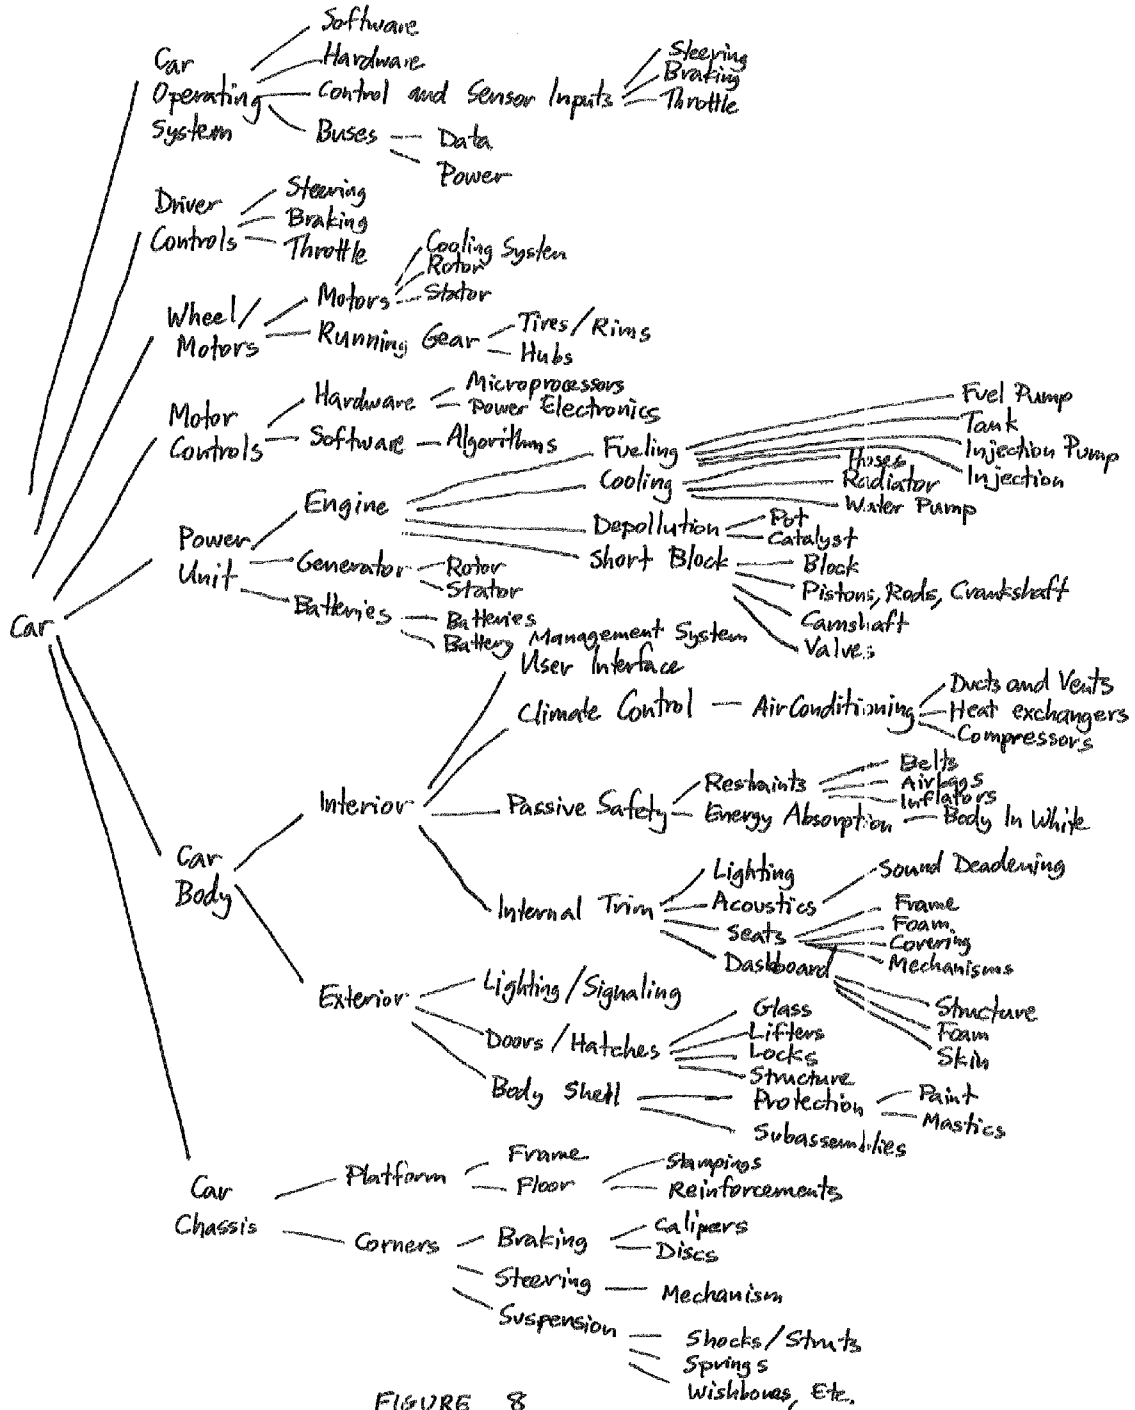 Software
Car Operating System
Hardware
Control and Sensor Inputs
Steering
Braking
Throttle
Buses
Data
Power
Driver Controls
Steering
Braking
Throttle
Wheel/Motors
Motors
Cooling System
Rotor
Stator
Running Gear
Tires/Rims
Hubs
Motor Controls
Hardware
Microprocessors
Power Electronics
Software
Algorithms
Power Unit
Engine
Fueling
Fuel Pump
Tank
Injection Pump
Injection
Cooling
Hoses
Radiator
Water Pump
Depollution
Pot
Catalyst
Short Block
Block
Pistons, Rods, Crankshaft
Camshaft
Valves
Generator
Rotor
Stator
Batteries
Batteries
Battery Management System
Car
Car Body
Interior
User Interface
Climate Control
Air Conditioning
Ducts and Vents
Heat exchangers
Compressors
Passive Safety
Restraints
Belts
Airbags
Inflators
Energy Absorption
Body In White
Internal Trim
Lighting
Acoustics
Sound Deadening
Seats
Frame
Foam
Covering
Mechanisms
Dashboard
Structure
Foam
Skin
Exterior
Lighting/Signaling
Doors/Hatches
Glass
Lifters
Locks
Structure
Body Shell
Protection
Paint
Mastics
Subassemblies
Car Chassis
Platform
Frame
Floor
Stampings
Reinforcements
Corners
Braking
Calipers
Discs
Steering
Mechanism
Suspension
Shocks/Struts
Springs
Wishbones, Etc.
FIGURE 8